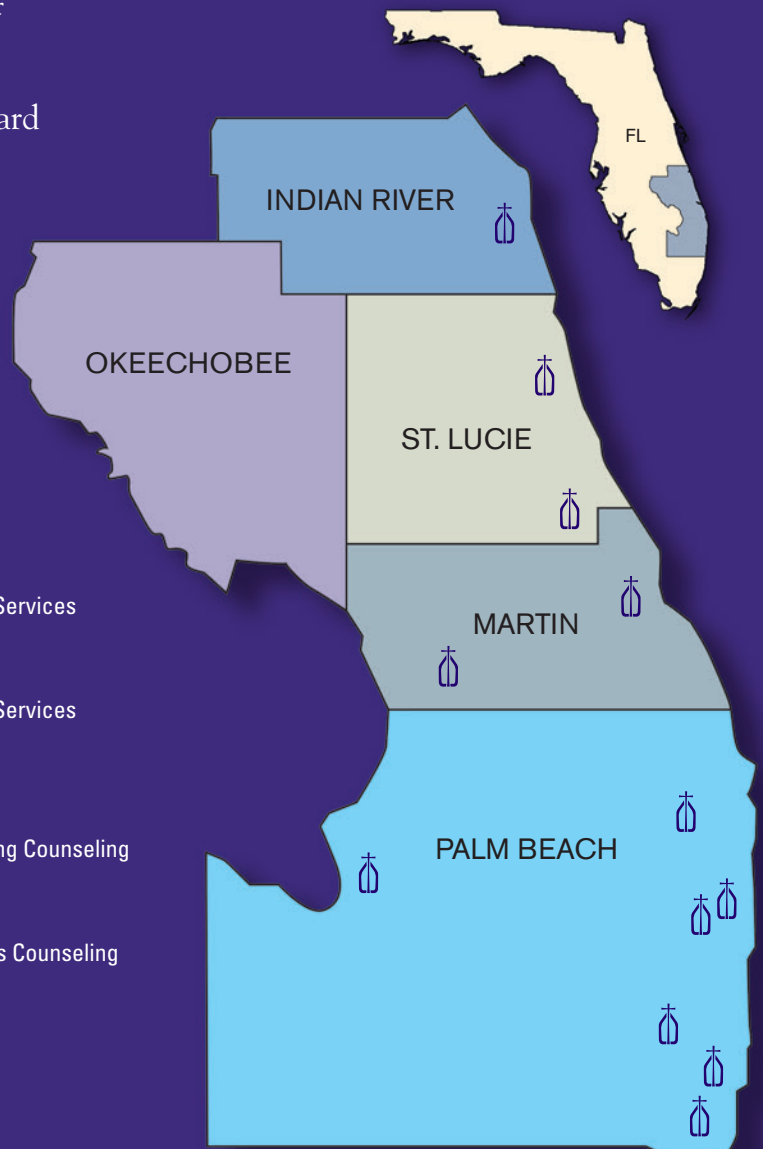 ard
FL
INDIAN RIVER
OKEECHOBEE
ST. LUCIE
Services
MARTIN
Services
ng Counseling
PALM BEACH
s Counseling